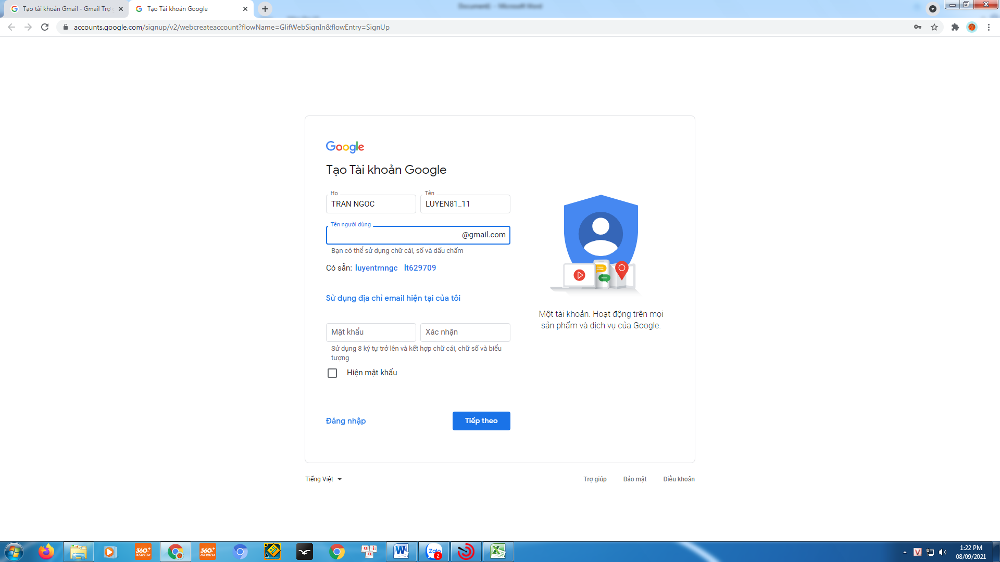 Tạo tài khoản Gmail - Gmail Trợ
Tạo Tài khoản Google
Document1 - Microsoft Word
accounts.google.com/signup/v2/webcreateaccount?flowName=GlifWebSignIn&flowEntry=SignUp
Google
Tạo Tài khoản Google
Họ
Tên
TRAN NGOC
LUYEN81_11
Tên người dùng
@gmail.com
Bạn có thể sử dụng chữ cái, số và dấu chấm
Có sẵn: luyentrnngc lt629709
Sử dụng địa chỉ email hiện tại của tôi
Mật khẩu
Xác nhận
Sử dụng 8 ký tự trở lên và kết hợp chữ cái, chữ số và biểu
tượng
Hiện mật khẩu
Đăng nhập
Tiếp theo
Một tài khoản. Hoạt động trên mọi
sản phẩm và dịch vụ của Google.
Tiếng Việt
Trợ giúp
Bảo mật
Điều khoản
360+
360+
u i n
W
Zalo
2
V
1:22 PM
08/09/2021